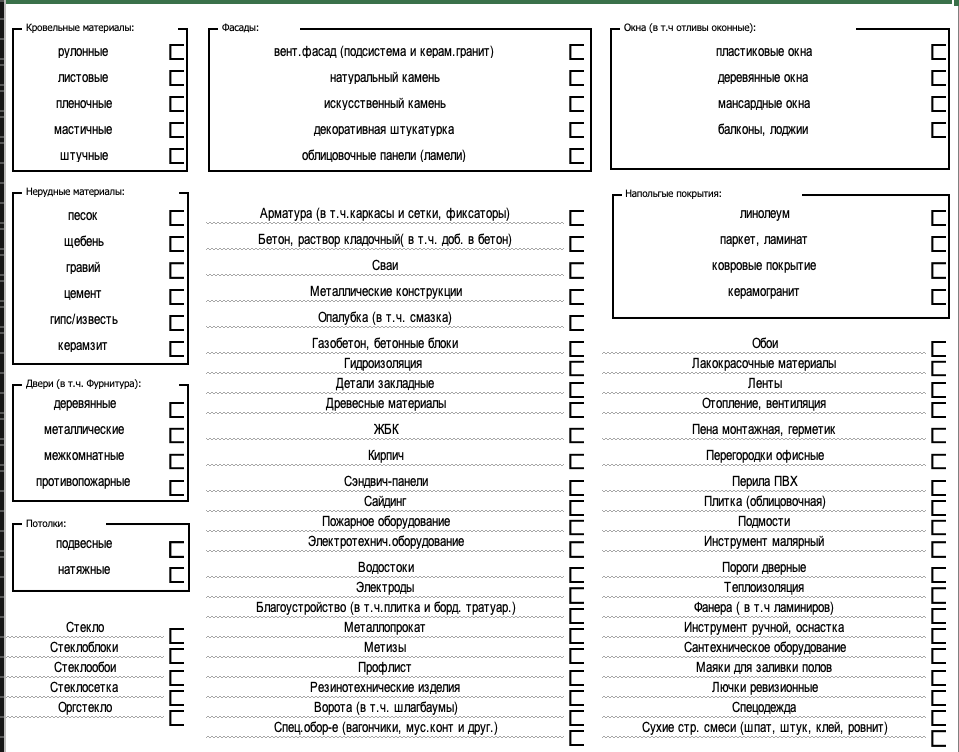 Кровельные материалы:
рулонные
листовые
пленочные
мастичные
штучные
Нерудные материалы:
песок
щебень
гравий
цемент
гипс/известь
керамзит
Двери (в т.ч. Фурнитура):
деревянные
металлические
межкомнатные
противопожарные
Потолки:
подвесные
натяжные
Стекло
Стеклоблоки
Стеклообои
Стеклосетка
Оргстекло
Фасады:
вент.фасад (подсистема и керам.гранит)
натуральный камень
искусственный камень
декоративная штукатурка
облицовочные панели (ламели)
Арматура (в т.ч.каркасы и сетки, фиксаторы)
Бетон, раствор кладочный( в т.ч. доб. в бетон)
Сваи
Металлические конструкции
Опалубка (в т.ч. смазка)
Газобетон, бетонные блоки
Гидроизоляция
Детали закладные
Древесные материалы
ЖБК
Кирпич
Сэндвич-панели
Сайдинг
Пожарное оборудование
Электротехнич.оборудование
Водостоки
Электроды
Благоустройство (в т.ч.плитка и борд. тратуар.)
Металлопрокат
Метизы
Профлист
Резинотехнические изделия
Ворота (в т.ч. шлагбаумы)
Спец.обор-е (вагончики, мус.конт и друг.)
Окна (в т.ч отливы оконные):
пластиковые окна
деревянные окна
мансардные окна
балконы, лоджии
Напольгые покрытия:
линолеум
паркет, ламинат
ковровые покрытие
керамогранит
Обои
Лакокрасочные материалы
Ленты
Отопление, вентиляция
Пена монтажная, герметик
Перегородки офисные
Перила ПВХ
Плитка (облицовочная)
Подмости
Инструмент малярный
Пороги дверные
Теплоизоляция
Фанера ( в т.ч ламиниров)
Инструмент ручной, оснастка
Сантехническое оборудование
Маяки для заливки полов
Лючки ревизионные
Спецодежда
Сухие стр. смеси (шпат, штук, клей, ровнит)